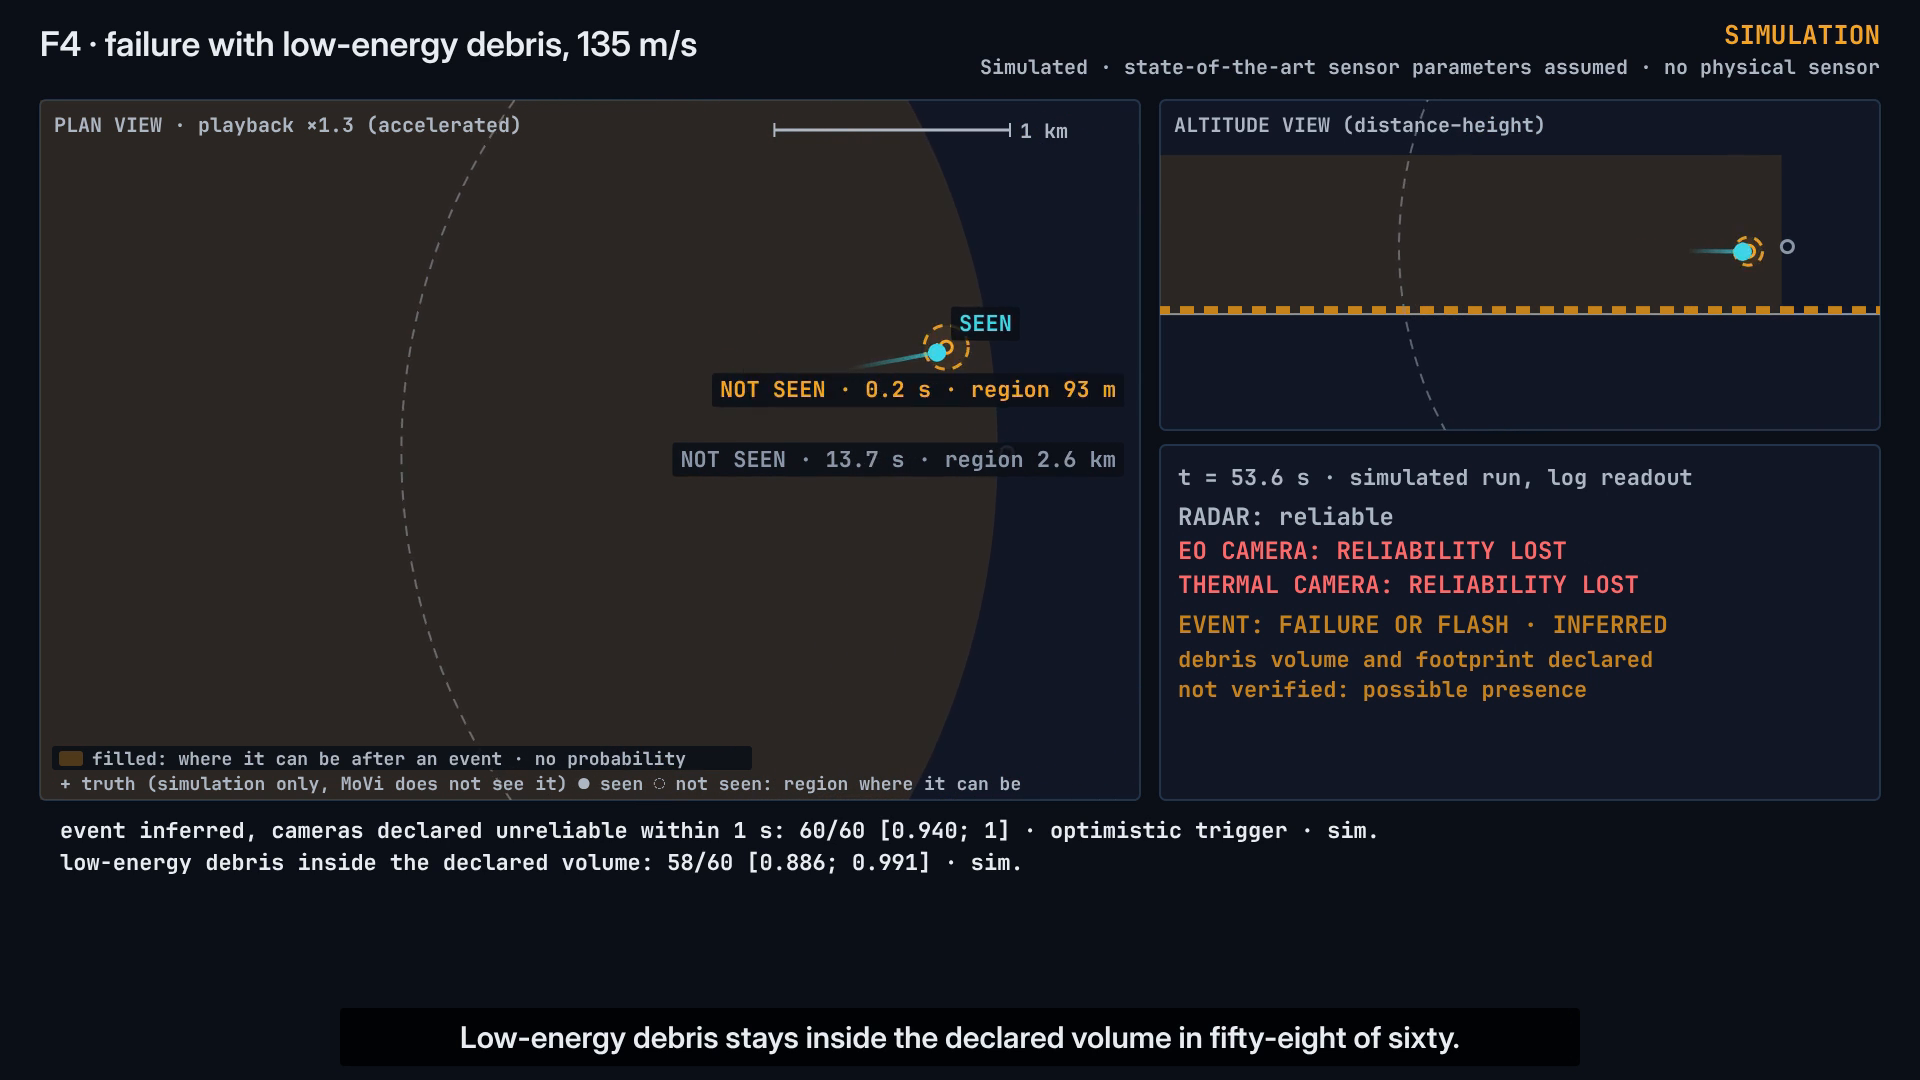 F4 · failure with low-energy debris, 135 m/s
SIMULATION
Simulated · state-of-the-art sensor parameters assumed · no physical sensor
PLAN VIEW · playback ×1.3 (accelerated)
1 km
SEEN
NOT SEEN · 0.2 s · region 93 m
NOT SEEN · 13.7 s · region 2.6 km
filled: where it can be after an event · no probability
+ truth (simulation only, MoVi does not see it) ● seen ◌ not seen: region where it can be
ALTITUDE VIEW (distance-height)
t = 53.6 s · simulated run, log readout
RADAR: reliable
EO CAMERA: RELIABILITY LOST
THERMAL CAMERA: RELIABILITY LOST
EVENT: FAILURE OR FLASH · INFERRED
debris volume and footprint declared
not verified: possible presence
event inferred, cameras declared unreliable within 1 s: 60/60 [0.940; 1] · optimistic trigger · sim.
low-energy debris inside the declared volume: 58/60 [0.886; 0.991] · sim.
Low-energy debris stays inside the declared volume in fifty-eight of sixty.